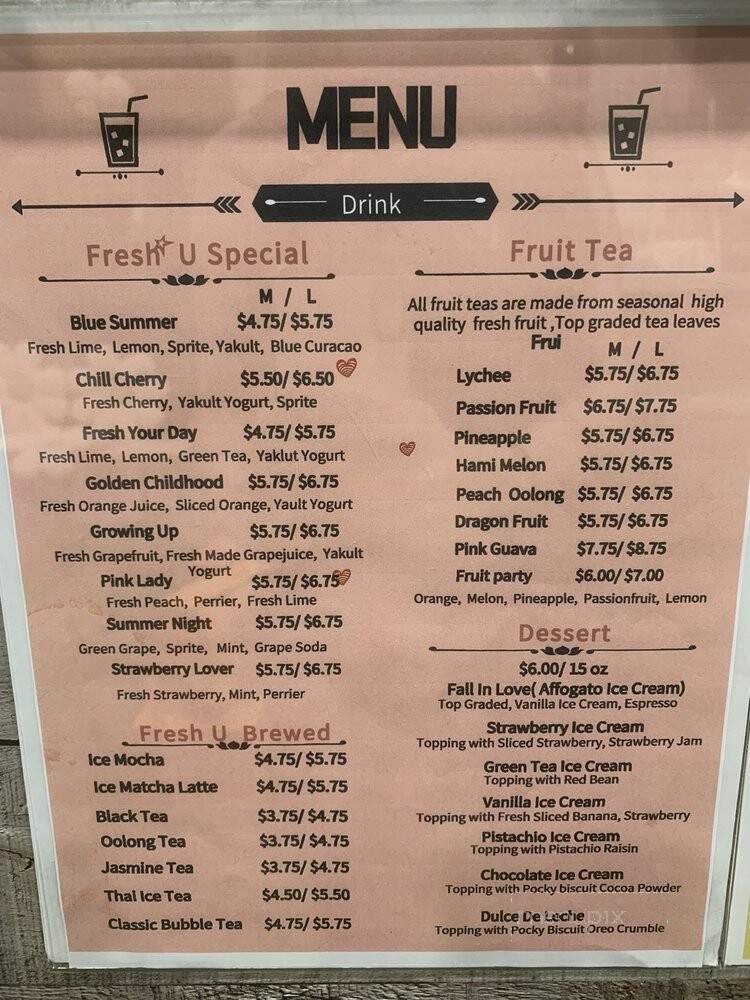 MENU
Drink
Fresh U Special
M / L
Blue Summer $4.75/ $5.75
Fresh Lime, Lemon, Sprite, Yakult, Blue Curacao
Chill Cherry $5.50/ $6.50
Fresh Cherry, Yakult Yogurt, Sprite
Fresh Your Day $4.75/ $5.75
Fresh Lime, Lemon, Green Tea, Yaklut Yogurt
Golden Childhood $5.75/ $6.75
Fresh Orange Juice, Sliced Orange, Yault Yogurt
Growing Up $5.75/ $6.75
Fresh Grapefruit, Fresh Made Grapejuice, Yakult
Yogurt
Pink Lady $5.75/ $6.75
Fresh Peach, Perrier, Fresh Lime
Summer Night $5.75/ $6.75
Green Grape, Sprite, Mint, Grape Soda
Strawberry Lover $5.75/ $6.75
Fresh Strawberry, Mint, Perrier
Fresh U Brewed
Ice Mocha $4.75/ $5.75
Ice Matcha Latte $4.75/ $5.75
Black Tea $3.75/ $4.75
Oolong Tea $3.75/ $4.75
Jasmine Tea $3.75/ $4.75
Thai Ice Tea $4.50/ $5.50
Classic Bubble Tea $4.75/ $5.75
Fruit Tea
All fruit teas are made from seasonal high
quality fresh fruit ,Top graded tea leaves
Frui
M / L
Lychee $5.75/ $6.75
Passion Fruit $6.75/ $7.75
Pineapple $5.75/ $6.75
Hami Melon $5.75/ $6.75
Peach Oolong $5.75/ $6.75
Dragon Fruit $5.75/ $6.75
Pink Guava $7.75/ $8.75
Fruit party $6.00/ $7.00
Orange, Melon, Pineapple, Passionfruit, Lemon
Dessert
$6.00/ 15 oz
Fall In Love( Affogato Ice Cream)
Top Graded, Vanilla Ice Cream, Espresso
Strawberry Ice Cream
Topping with Sliced Strawberry, Strawberry Jam
Green Tea Ice Cream
Topping with Red Bean
Vanilla Ice Cream
Topping with Fresh Sliced Banana, Strawberry
Pistachio Ice Cream
Topping with Pistachio Raisin
Chocolate Ice Cream
Topping with Pocky biscuit Cocoa Powder
Dulce De Leche
Topping with Pocky Biscuit Oreo Crumble